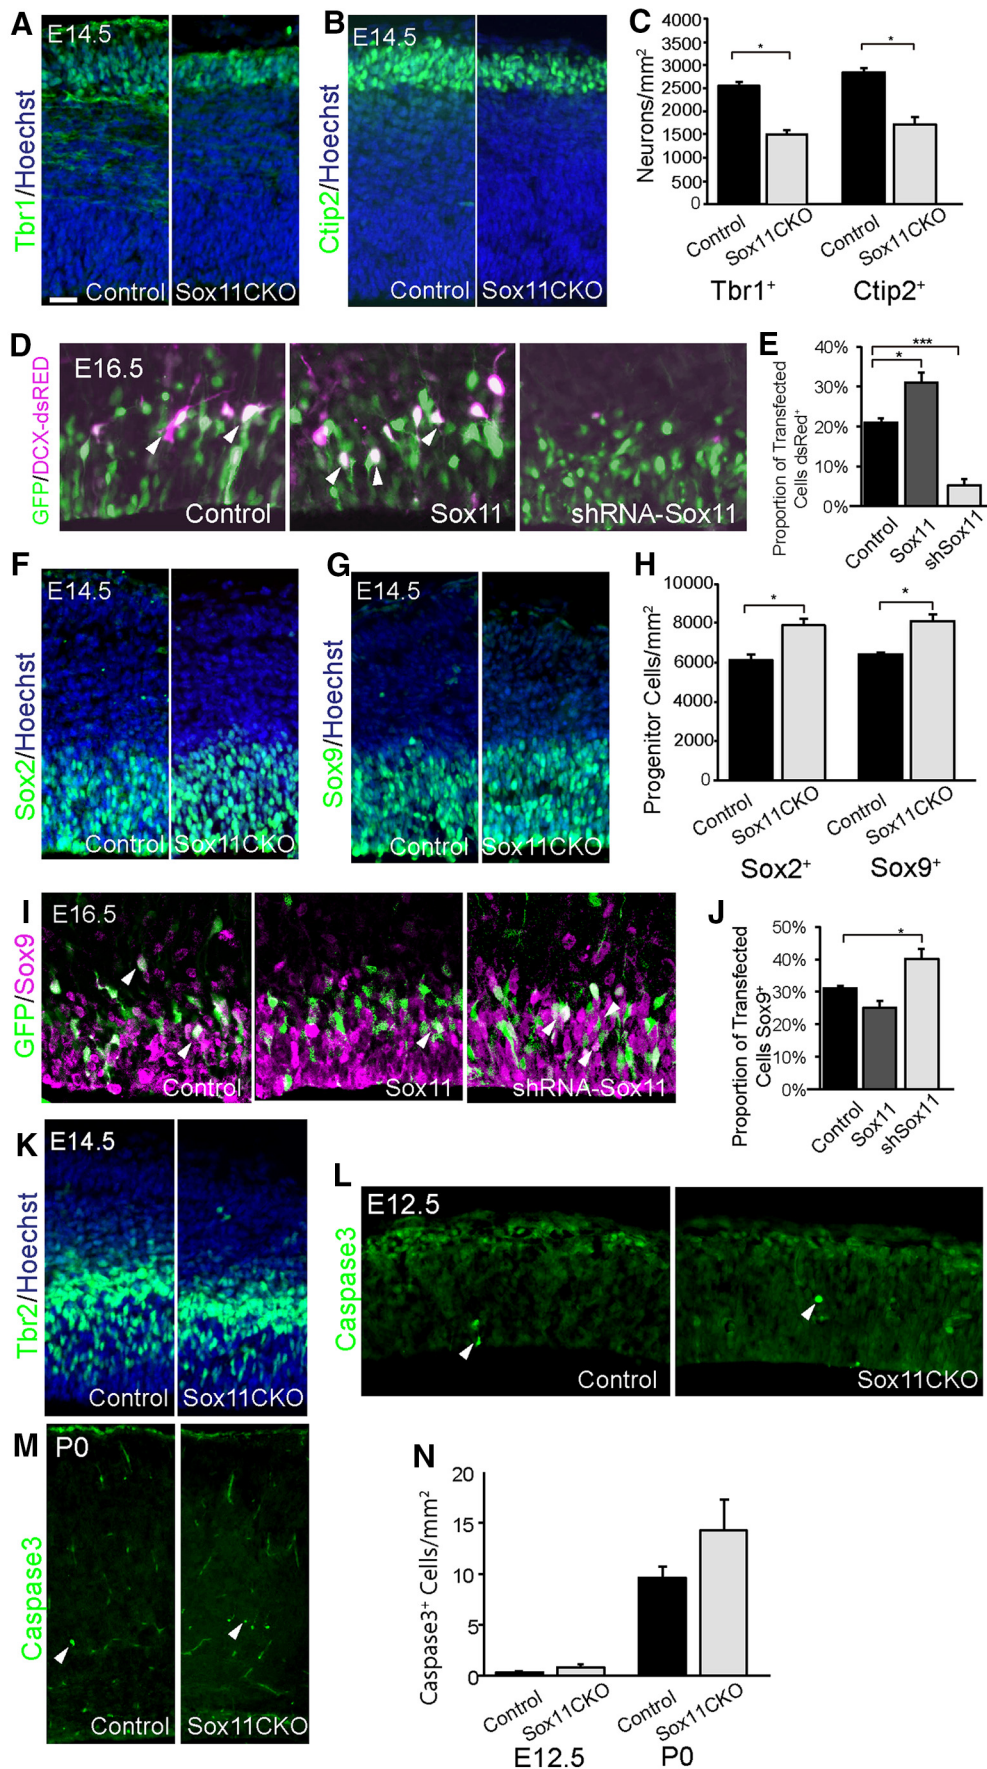 A
E14.5
Tbr1/Hoechst
Control
Sox11CKO
B
E14.5
Ctip2/Hoechst
Control
Sox11CKO
C
Neurons/mm²
4000
3500
3000
2500
2000
1500
1000
500
0
*
*
Control
Sox11CKO
Control
Sox11CKO
Tbr1⁺
Ctip2⁺
D
E16.5
GFP/DCX-dsRED
Control
Sox11
shRNA-Sox11
E
Proportion of Transfected
Cells dsRed⁺
40%
30%
20%
10%
0%
***
*
Control
Sox11
shSox11
F
E14.5
Sox2/Hoechst
Control
Sox11CKO
G
E14.5
Sox9/Hoechst
Control
Sox11CKO
H
Progenitor Cells/mm²
10000
8000
6000
4000
2000
0
*
*
Control
Sox11CKO
Control
Sox11CKO
Sox2⁺
Sox9⁺
I
E16.5
GFP/Sox9
Control
Sox11
shRNA-Sox11
J
Proportion of Transfected
Cells Sox9⁺
50%
40%
30%
20%
10%
0%
*
Control
Sox11
shSox11
K
E14.5
Tbr2/Hoechst
Control
Sox11CKO
L
E12.5
Caspase3
Control
Sox11CKO
M
P0
Caspase3
Control
Sox11CKO
N
Caspase3⁺ Cells/mm²
20
15
10
5
0
Control
Sox11CKO
Control
Sox11CKO
E12.5
P0